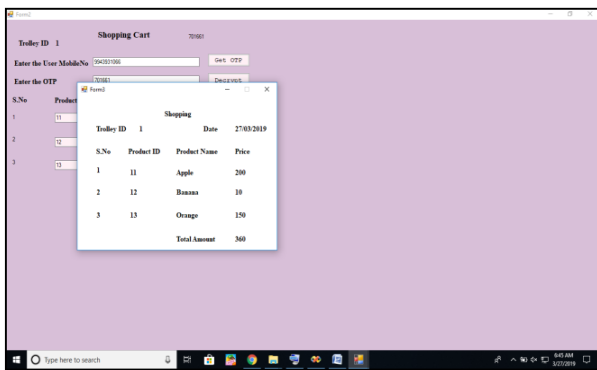 Form2
Shopping Cart 701661
Trolley ID 1
Enter the User MobileNo 9943931066 Get OTP
Enter the OTP 701661 Decrypt
S.No Product
1 11
2 12
3 13
Form3
Shopping
Trolley ID 1 Date 27/03/2019
S.No Product ID Product Name Price
1 11 Apple 200
2 12 Banana 10
3 13 Orange 150
Total Amount 360
Type here to search
6:45 AM
3/27/2019